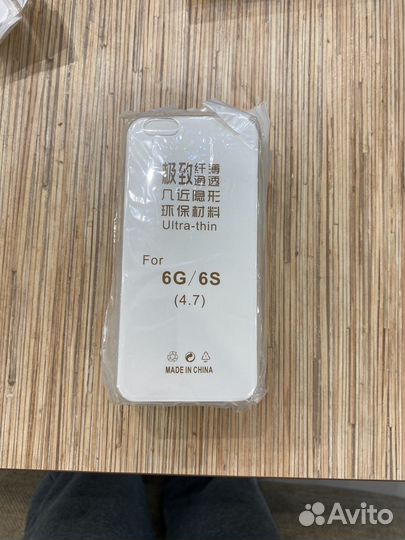 极致纤薄
通透
几近隐形
环保材料
Ultra-thin
For
6G/6S
(4.7)
MADE IN CHINA
Avito